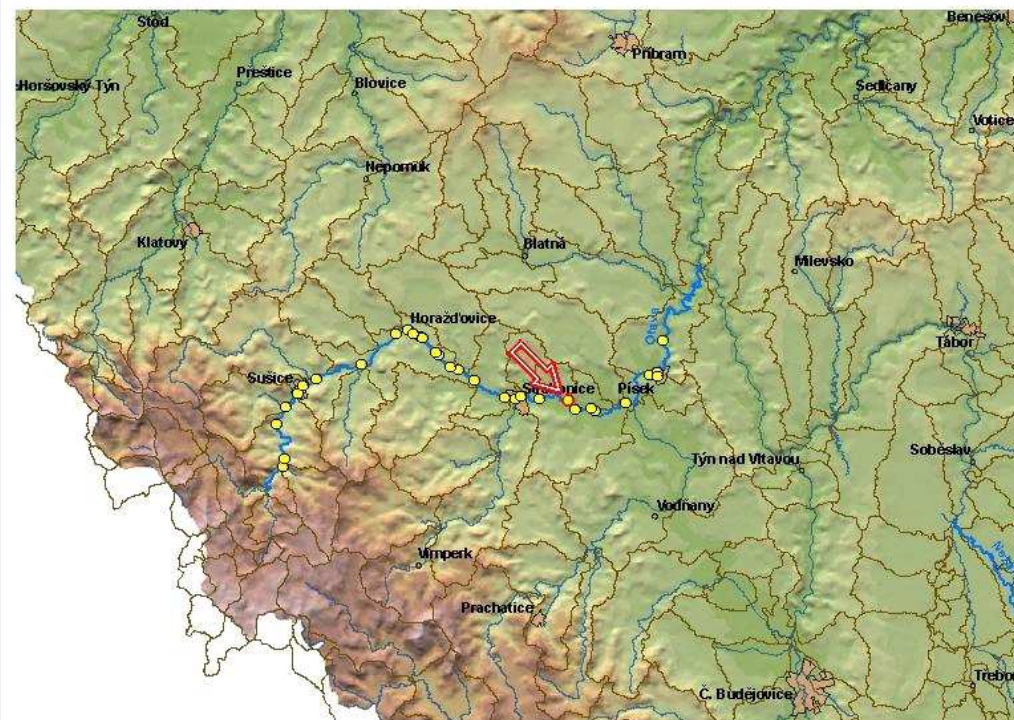 Stod
Benešov
Příbram
Přeštice
Horšovský Týn
Blovice
Sedlčany
Votice
Nepomuk
Klatovy
Blatná
Milevsko
Horažďovice
Otava
Tábor
Sušice
Strakonice
Písek
Týn nad Vltavou
Soběslav
Vodňany
Vimperk
Prachatice
Č. Budějovice